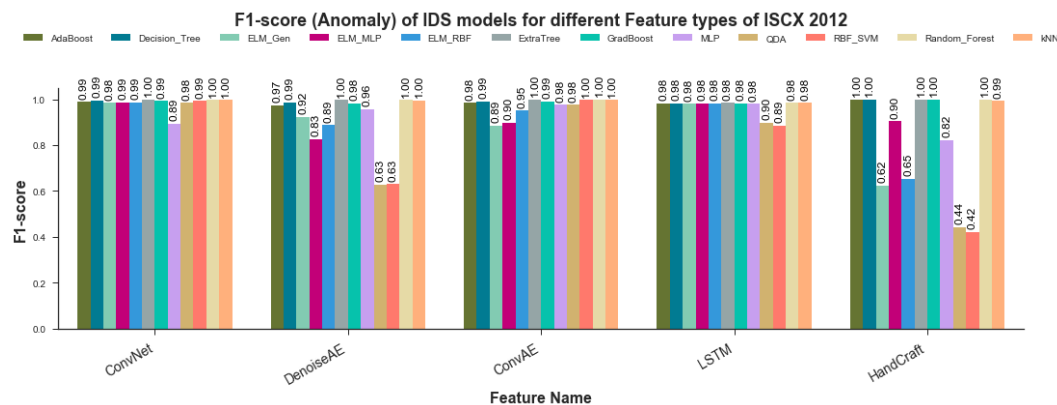 F1-score (Anomaly) of IDS models for different Feature types of ISCX 2012
AdaBoost Decision_Tree ELM_Gen ELM_MLP ELM_RBF ExtraTree GradBoost MLP QDA RBF_SVM Random_Forest kNN
0.99 0.99 0.98 0.99 0.99 1.00 0.99 0.89 0.98 0.99 1.00 1.00
0.97 0.99 0.92 0.83 0.89 1.00 0.98 0.96 0.63 0.63 1.00 1.00
0.98 0.99 0.89 0.90 0.95 1.00 0.99 0.98 0.98 1.00 1.00 1.00
0.98 0.98 0.98 0.98 0.98 0.98 0.98 0.98 0.90 0.89 0.98 0.98
1.00 1.00 0.62 0.90 0.65 1.00 1.00 0.82 0.44 0.42 1.00 0.99
F1-score
1.0
0.8
0.6
0.4
0.2
0.0
ConvNet DenoiseAE ConvAE LSTM HandCraft
Feature Name